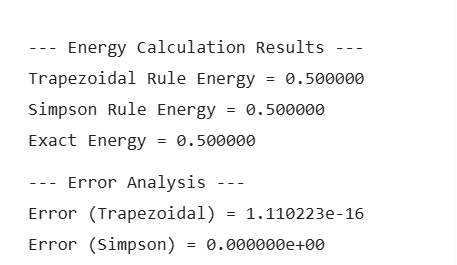 --- Energy Calculation Results ---
Trapezoidal Rule Energy = 0.500000
Simpson Rule Energy = 0.500000
Exact Energy = 0.500000
--- Error Analysis ---
Error (Trapezoidal) = 1.110223e-16
Error (Simpson) = 0.000000e+00